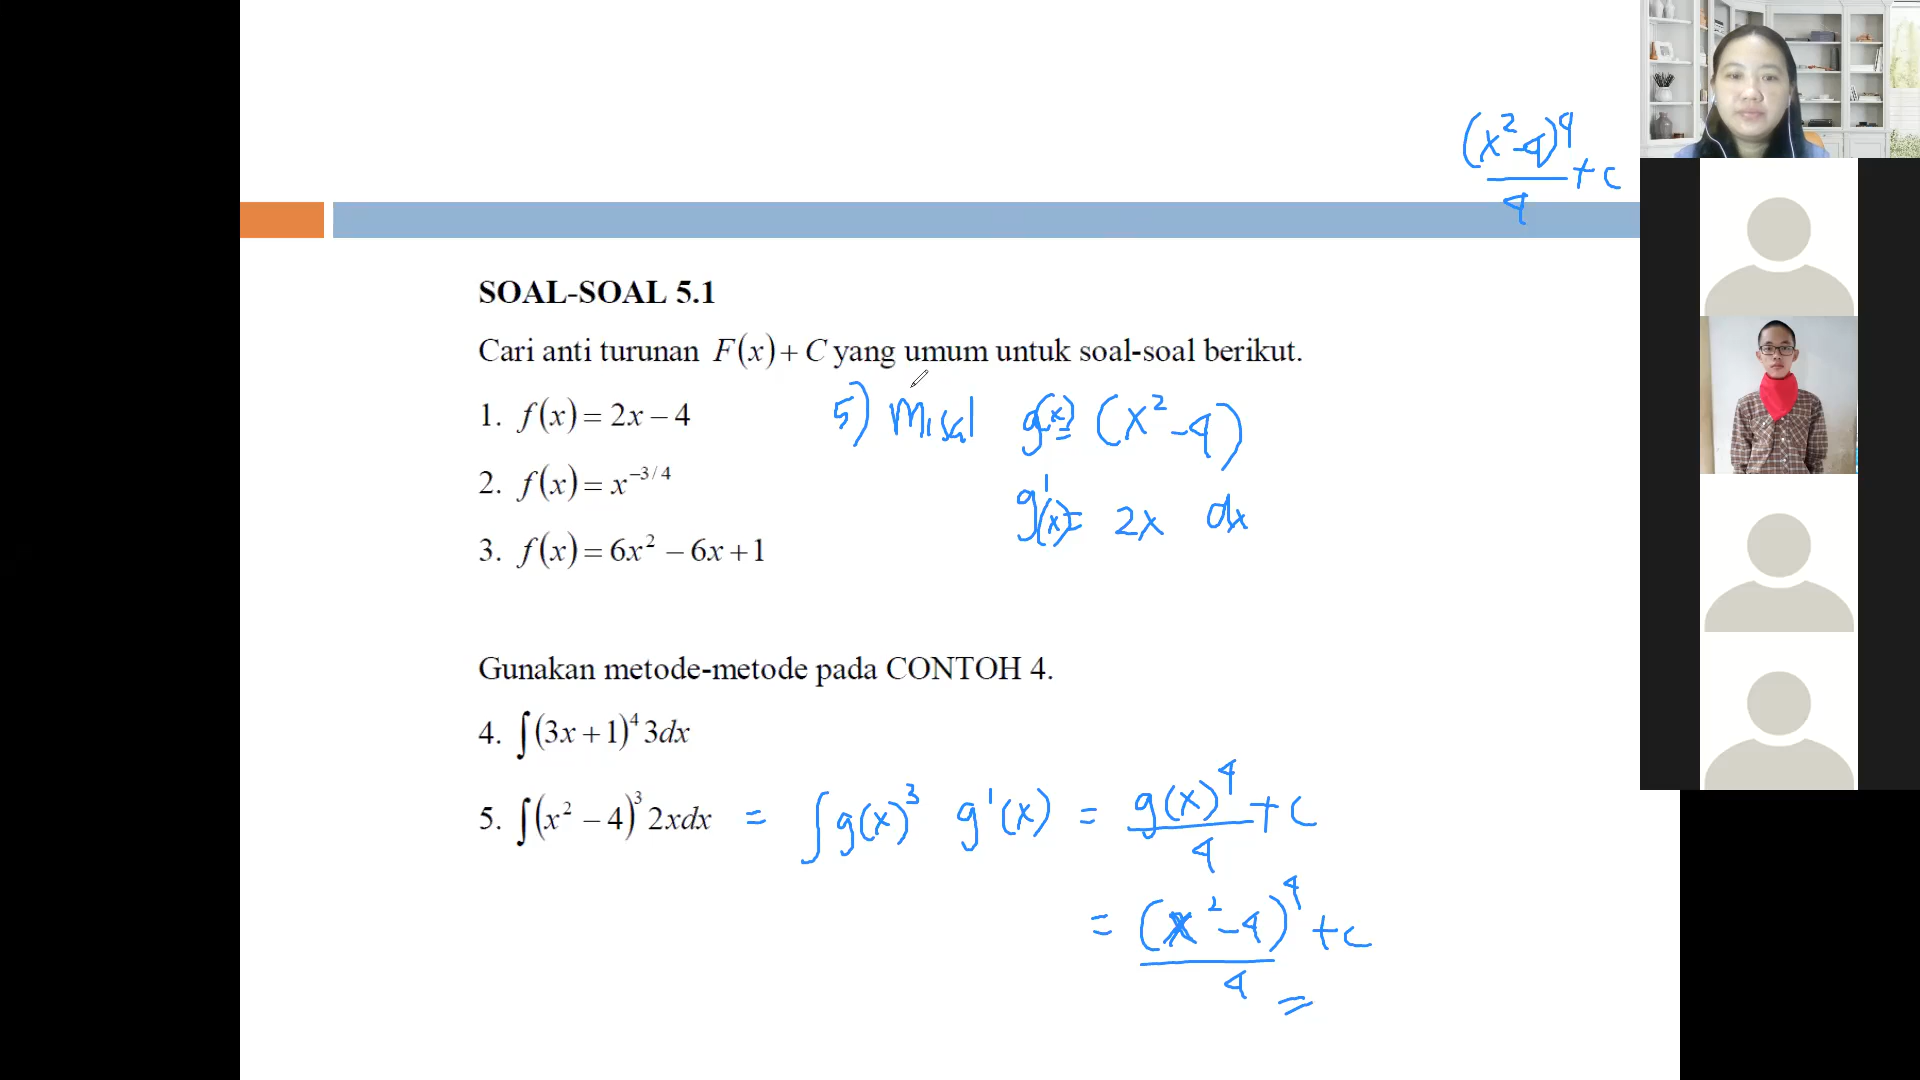 (x²-4)⁴
/4 + c
SOAL-SOAL 5.1
Cari anti turunan F(x)+C yang umum untuk soal-soal berikut.
1. f(x) = 2x − 4
5) Misal g(x) = (x²-4)
2. f(x) = x^(−3/4)
g'(x) = 2x dx
3. f(x) = 6x² − 6x + 1
Gunakan metode-metode pada CONTOH 4.
4. ∫(3x + 1)⁴ 3dx
5. ∫(x² − 4)³ 2xdx = ∫g(x)³ g'(x) = g(x)⁴/4 + c
= (x²-4)⁴/4 + c
=